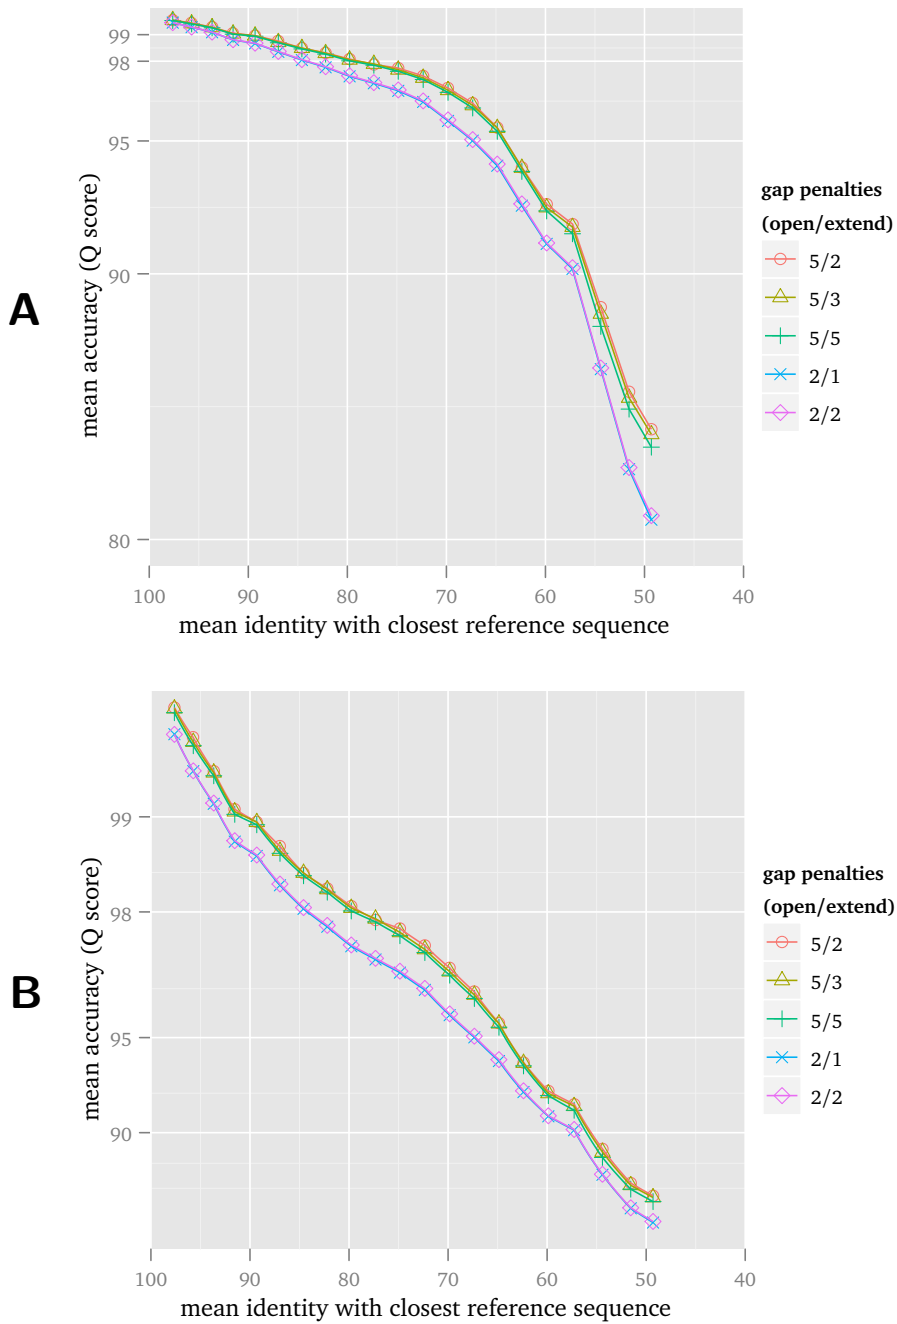 A
mean accuracy (Q score)
99
98
95
90
80
100 90 80 70 60 50 40
mean identity with closest reference sequence
gap penalties
(open/extend)
5/2
5/3
5/5
2/1
2/2
B
mean accuracy (Q score)
99
98
95
90
100 90 80 70 60 50 40
mean identity with closest reference sequence
gap penalties
(open/extend)
5/2
5/3
5/5
2/1
2/2